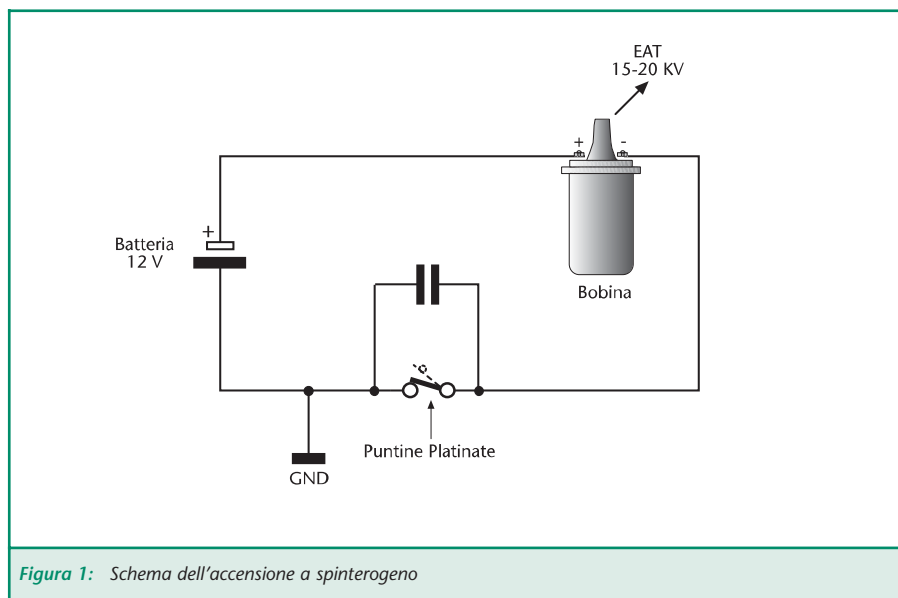 EAT
15-20 KV
+ -
+
Batteria
12 V
Bobina
Puntine Platinate
GND
Figura 1: Schema dell'accensione a spinterogeno